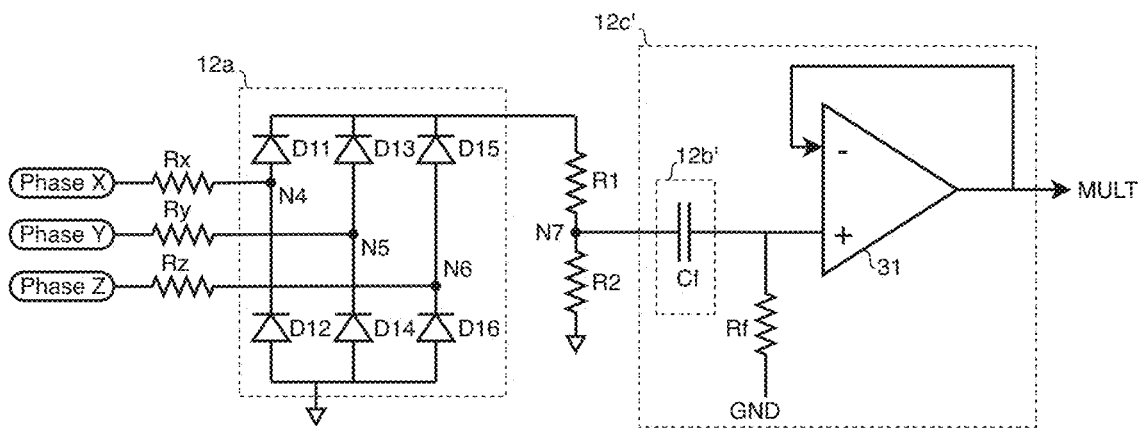 12c'
12a
D11 D13 D15
12b'
Phase X Rx
N4
R1
MULT
Phase Y Ry
N5
N7
31
Phase Z Rz
N6
R2
Cf
D12 D14 D16
Rf
GND
-
+